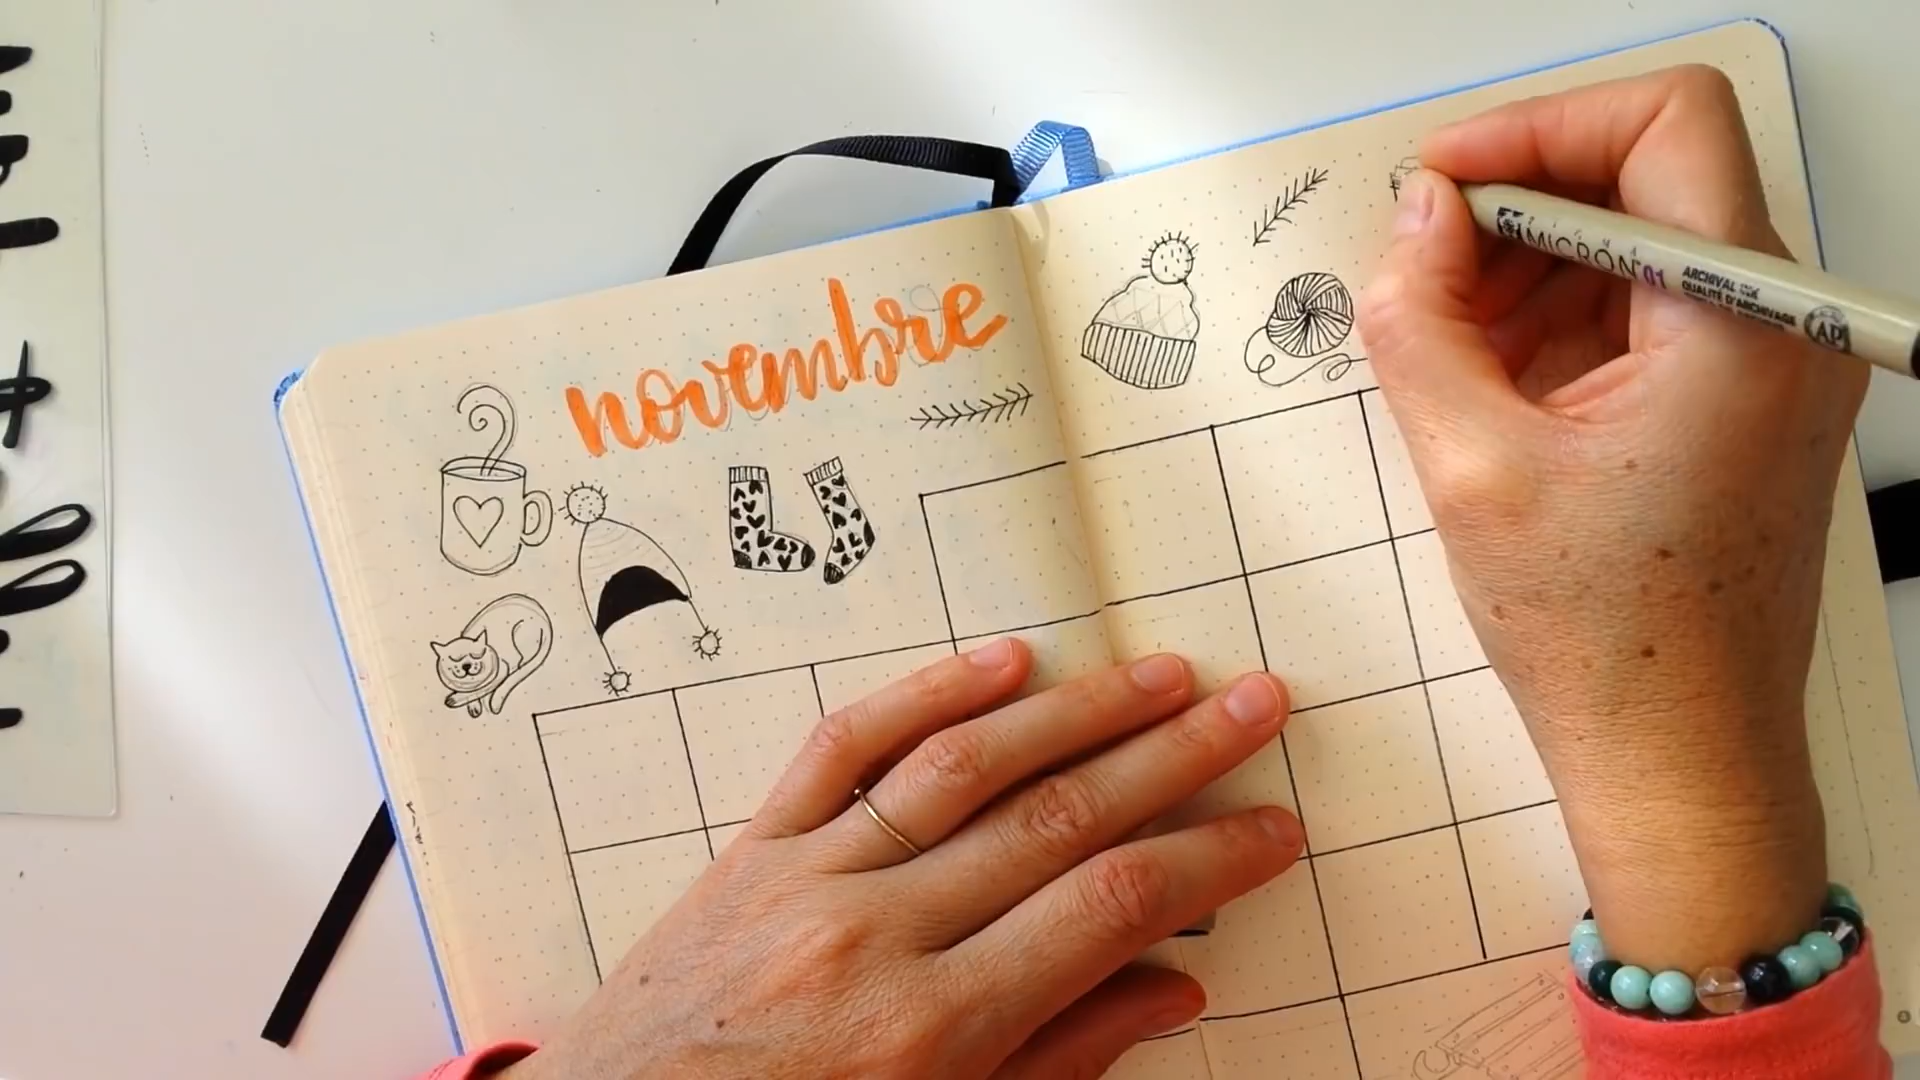 novembre
MICRON 01
ARCHIVAL INK
QUALITÉ D'ARCHIVAGE
AP